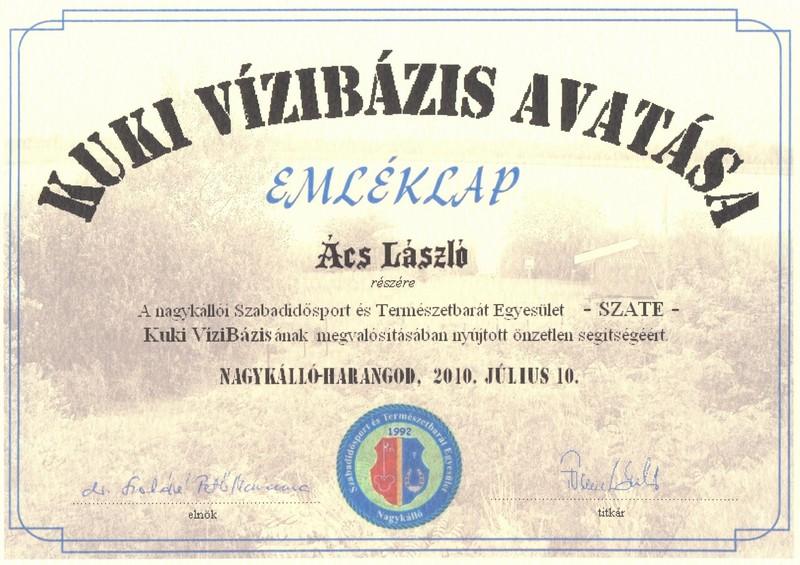 KUKI VÍZIBÁZIS AVATÁSA
EMLÉKLAP
Ács László
részére
A nagykállói Szabadidősport és Természetbarát Egyesület - SZATE -
Kuki VíziBázisának megvalósításában nyújtott önzetlen segítségéért.
NAGYKÁLLÓ-HARANGOD, 2010. JÚLIUS 10.
Szabadidősport és Természetbarát Egyesület
1992
Nagykálló
dr.
elnök
titkár